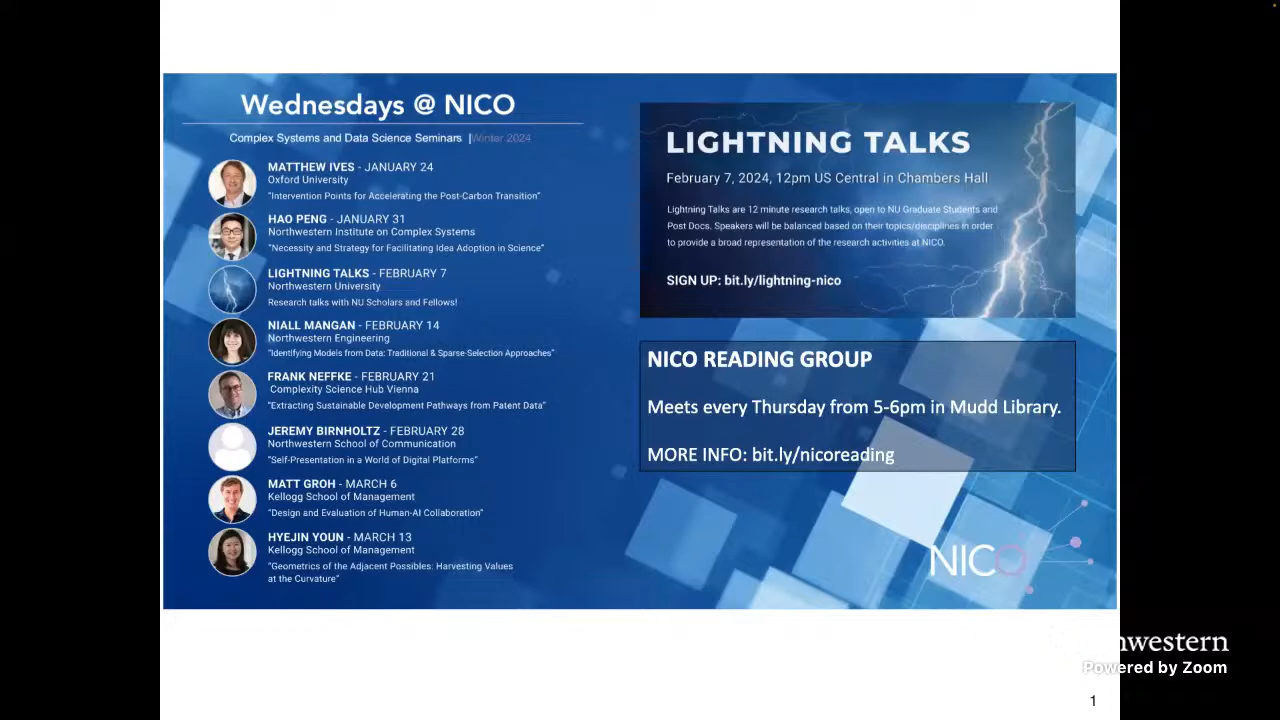 Wednesdays @ NICO
Complex Systems and Data Science Seminars | Winter 2024
MATTHEW IVES - JANUARY 24
Oxford University
"Intervention Points for Accelerating the Post-Carbon Transition"
HAO PENG - JANUARY 31
Northwestern Institute on Complex Systems
"Necessity and Strategy for Facilitating Idea Adoption in Science"
LIGHTNING TALKS - FEBRUARY 7
Northwestern University
Research talks with NU Scholars and Fellows!
NIALL MANGAN - FEBRUARY 14
Northwestern Engineering
"Identifying Models from Data: Traditional & Sparse-Selection Approaches"
FRANK NEFFKE - FEBRUARY 21
Complexity Science Hub Vienna
"Extracting Sustainable Development Pathways from Patent Data"
JEREMY BIRNHOLTZ - FEBRUARY 28
Northwestern School of Communication
"Self-Presentation in a World of Digital Platforms"
MATT GROH - MARCH 6
Kellogg School of Management
"Design and Evaluation of Human-AI Collaboration"
HYEJIN YOUN - MARCH 13
Kellogg School of Management
"Geometrics of the Adjacent Possibles: Harvesting Values
at the Curvature"
LIGHTNING TALKS
February 7, 2024, 12pm US Central in Chambers Hall
Lightning Talks are 12 minute research talks, open to NU Graduate Students and
Post Docs. Speakers will be balanced based on their topics/disciplines in order
to provide a broad representation of the research activities at NICO.
SIGN UP: bit.ly/lightning-nico
NICO READING GROUP
Meets every Thursday from 5-6pm in Mudd Library.
MORE INFO: bit.ly/nicoreading
NICO
hwestern
Powered by Zoom
1